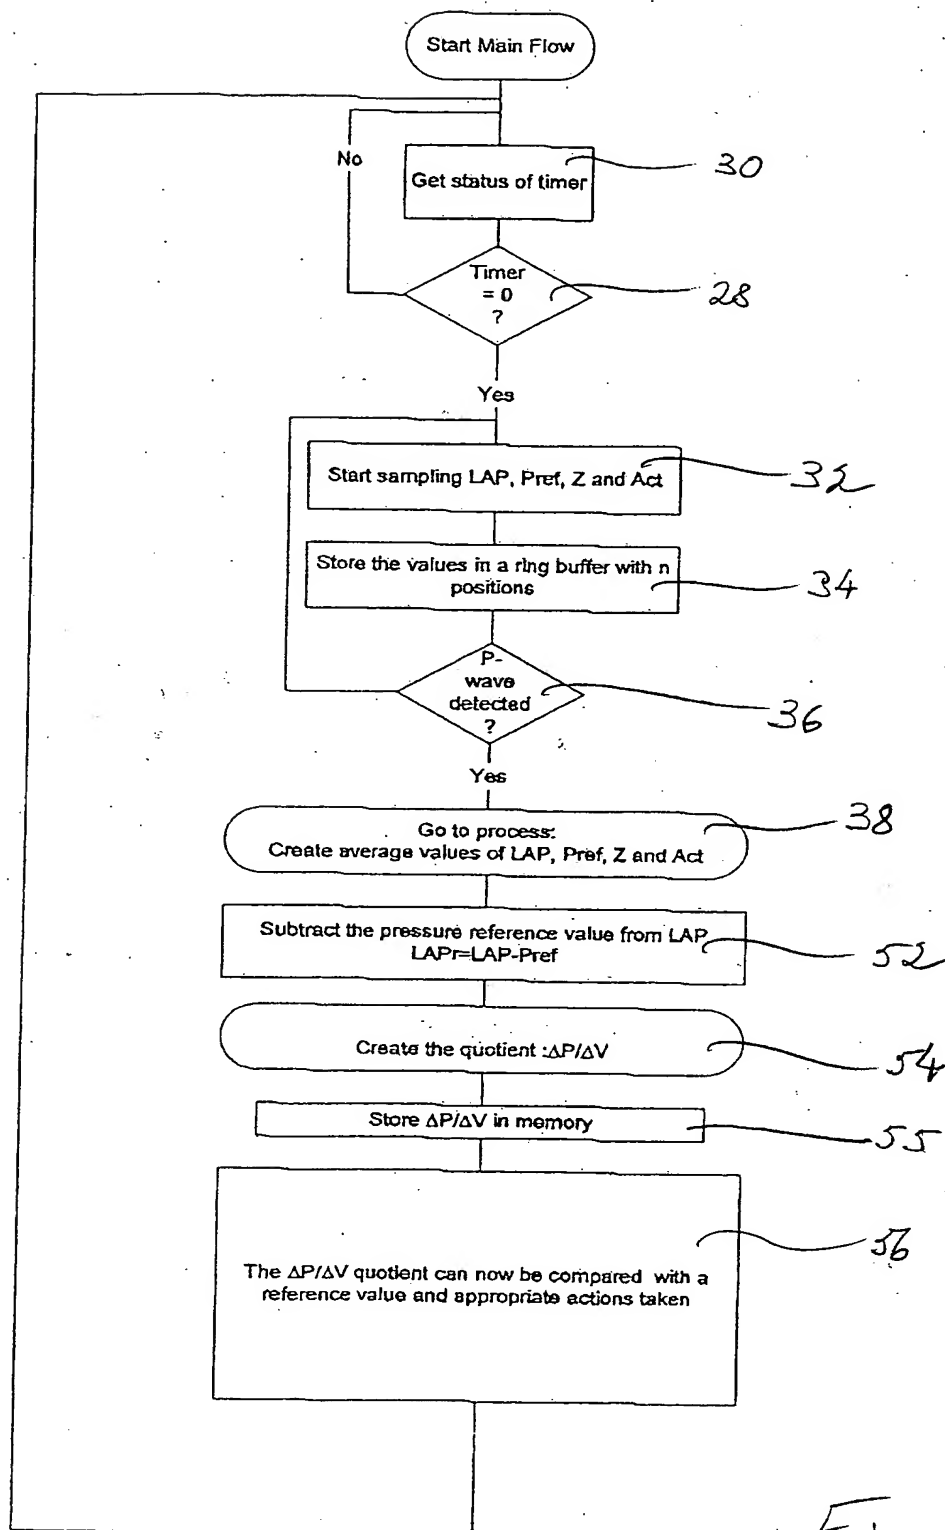 Start Main Flow
No
30
Get status of timer
Timer
= 0
?
28
Yes
Start sampling LAP, Pref, Z and Act
32
Store the values in a ring buffer with n
positions
34
P-
wave
detected
?
36
Yes
Go to process:
Create average values of LAP, Pref, Z and Act
38
Subtract the pressure reference value from LAP
LAPr=LAP-Pref
52
Create the quotient :ΔP/ΔV
54
Store ΔP/ΔV in memory
55
The ΔP/ΔV quotient can now be compared with a
reference value and appropriate actions taken
56